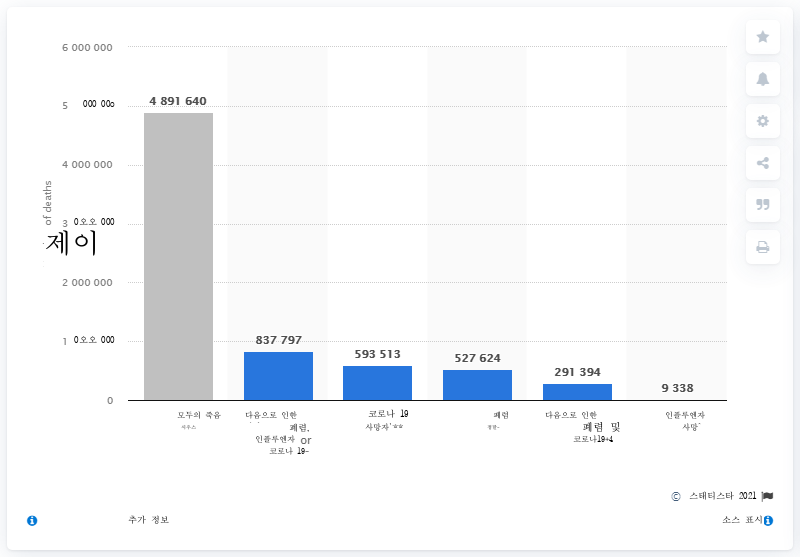 6 000 000
5 000 00o
4 000 000
3 0오오 000
2 000 000
1 0오오 000
0
of deaths
제이
4 891 640
837 797
593 513
527 624
291 394
9 338
모두의 죽음
다음으로 인한
폐렴,
인플루엔자 or
코로나 19-
코로나 19
사망자'**
폐렴
다음으로 인한
폐렴 및
코로나19*4
인플루엔자
사망'
© 스태티스타 2021
추가 정보
소스 표시